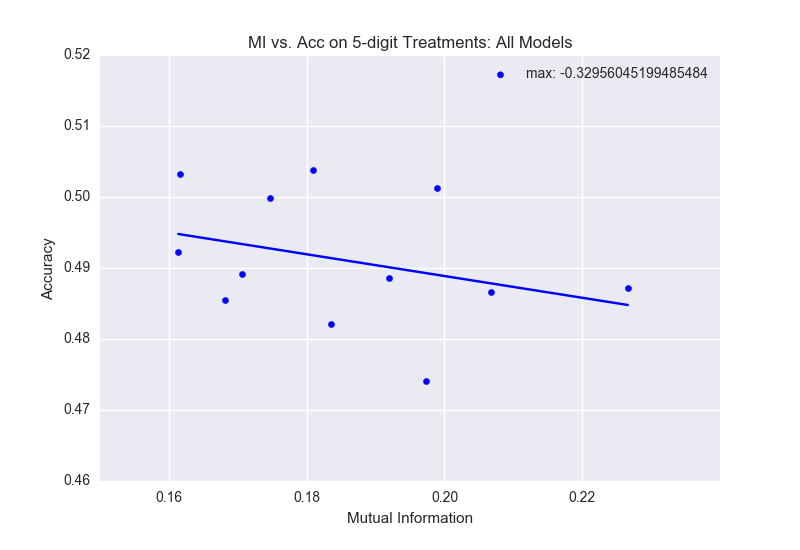 MI vs. Acc on 5-digit Treatments: All Models
max: -0.32956045199485484
0.52
0.51
0.50
0.49
0.48
0.47
0.46
Accuracy
0.16 0.18 0.20 0.22
Mutual Information